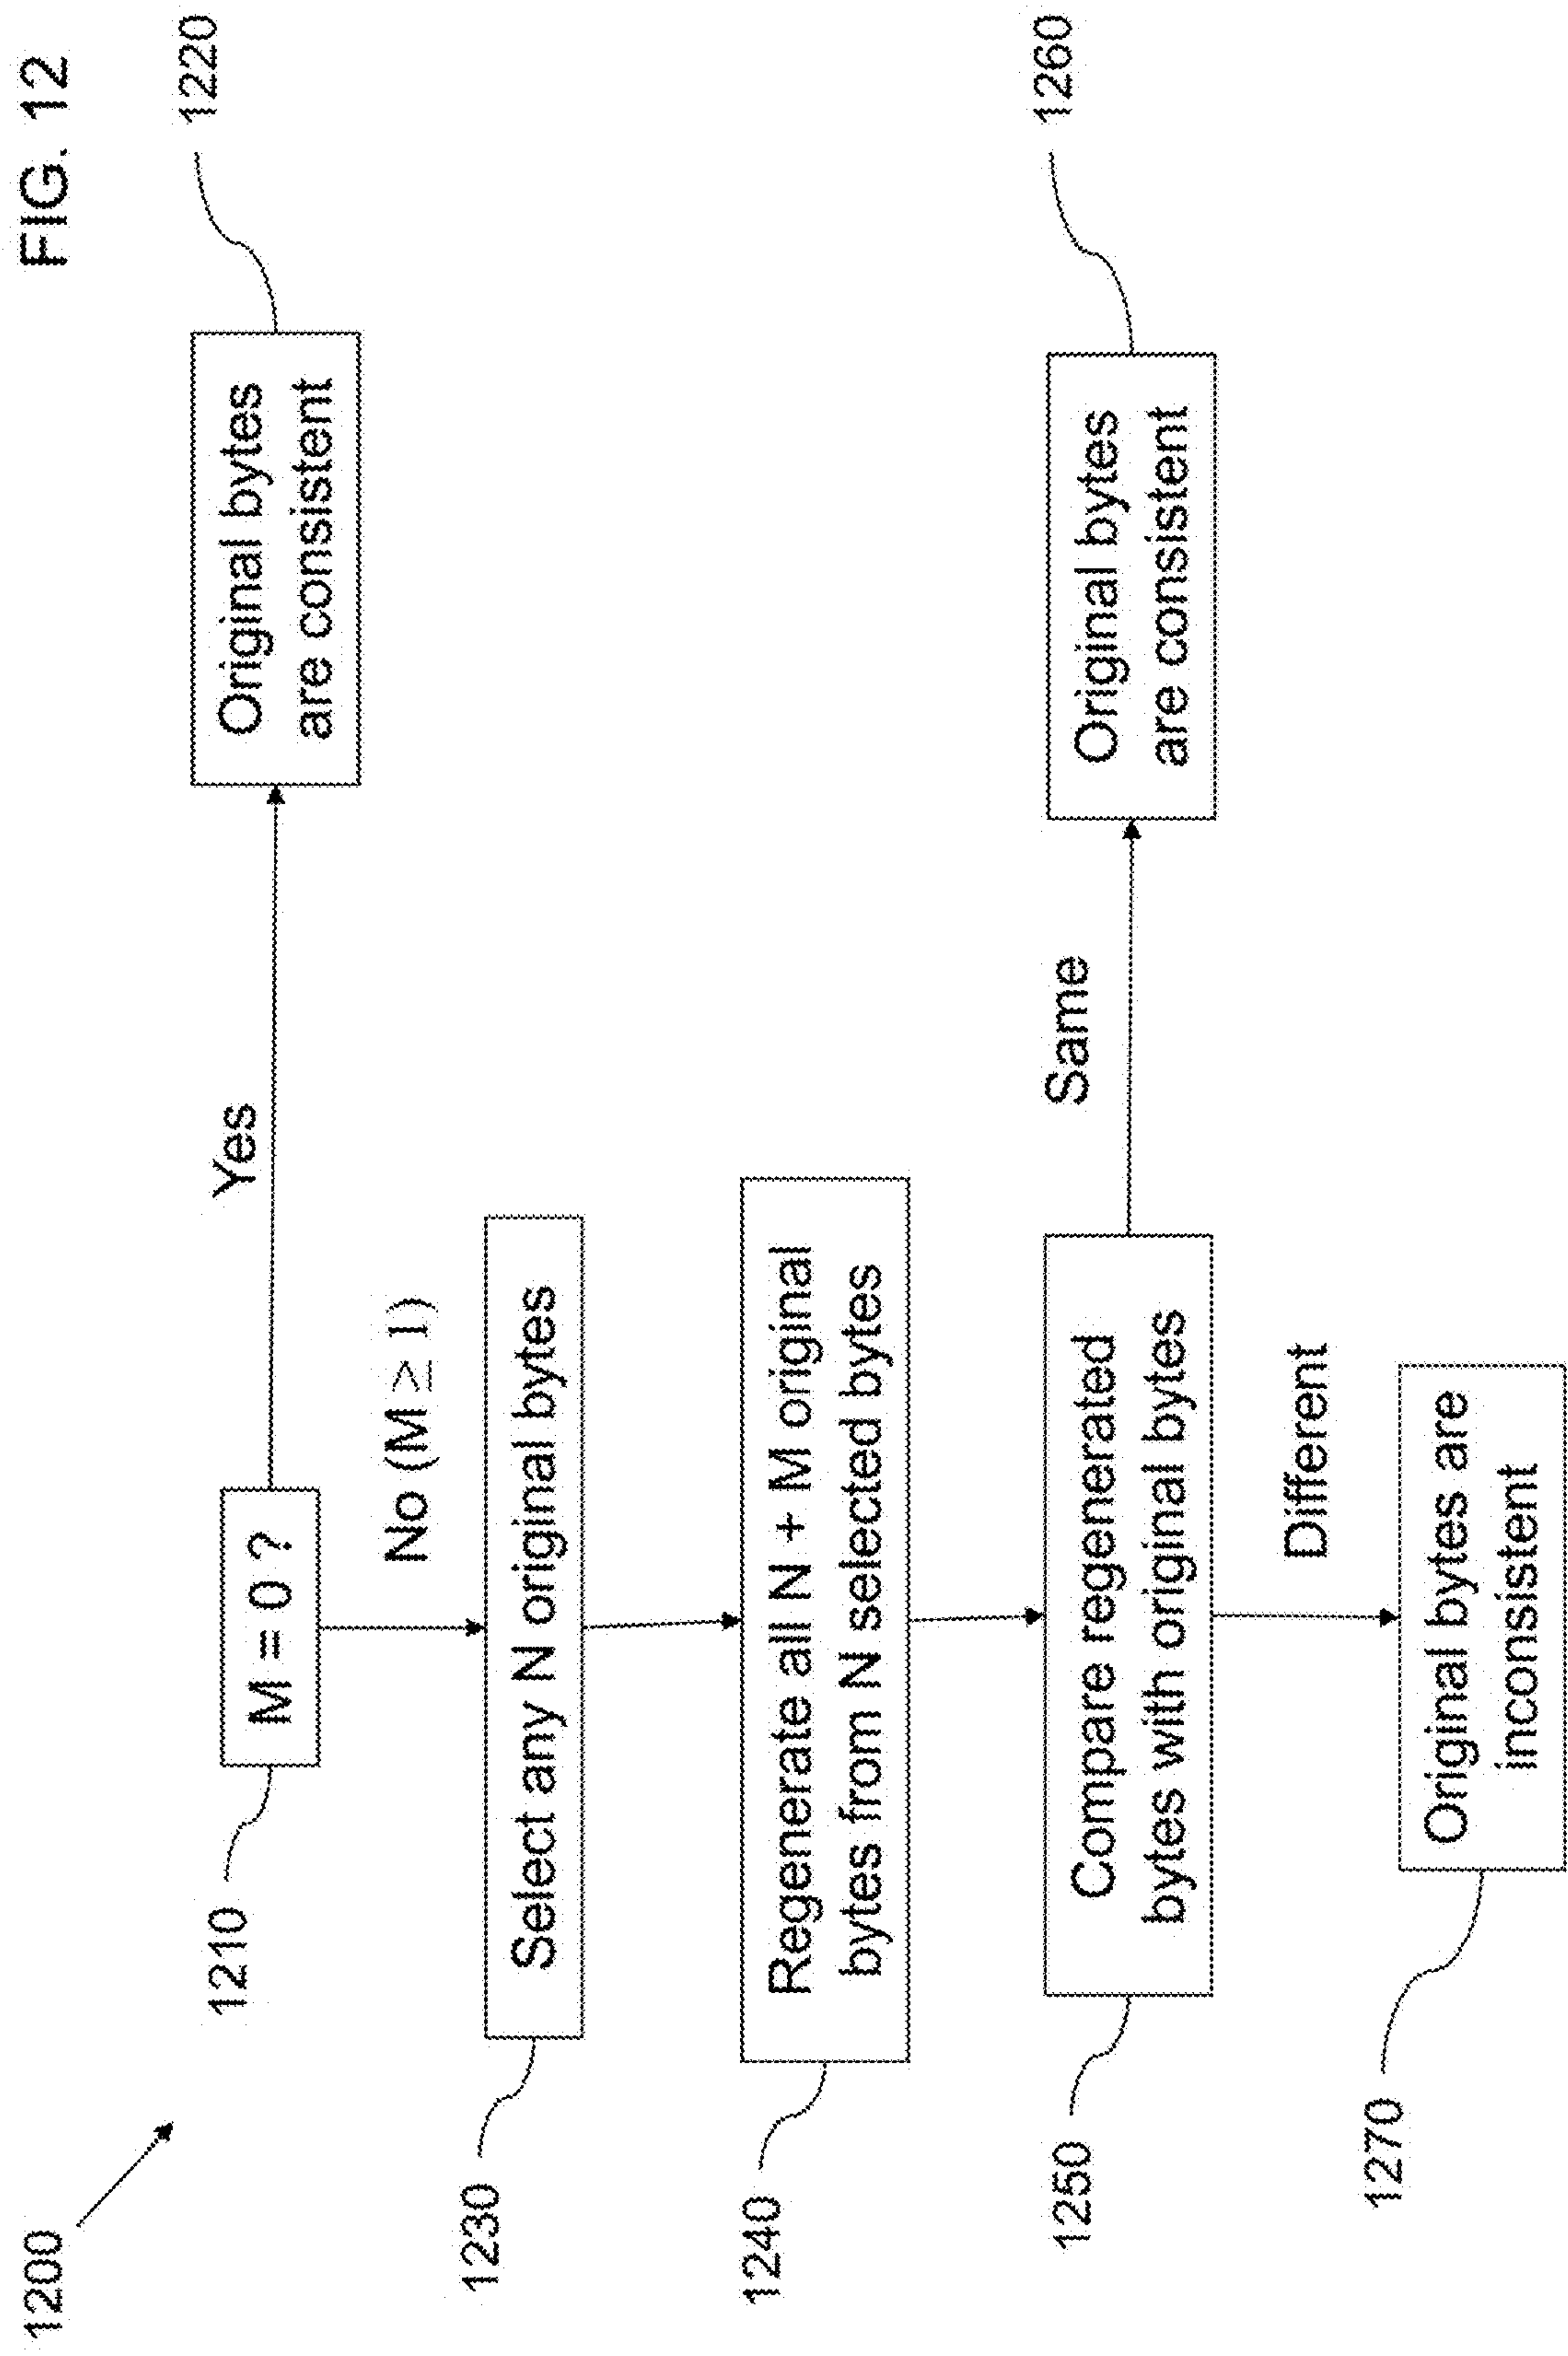 FIG. 12
1200
1210
M = 0 ?
Yes
Original bytes
are consistent
1220
No (M ≥ 1)
1230
Select any N original bytes
1240
Regenerate all N + M original
bytes from N selected bytes
1250
Compare regenerated
bytes with original bytes
Same
Original bytes
are consistent
1260
Different
1270
Original bytes are
inconsistent